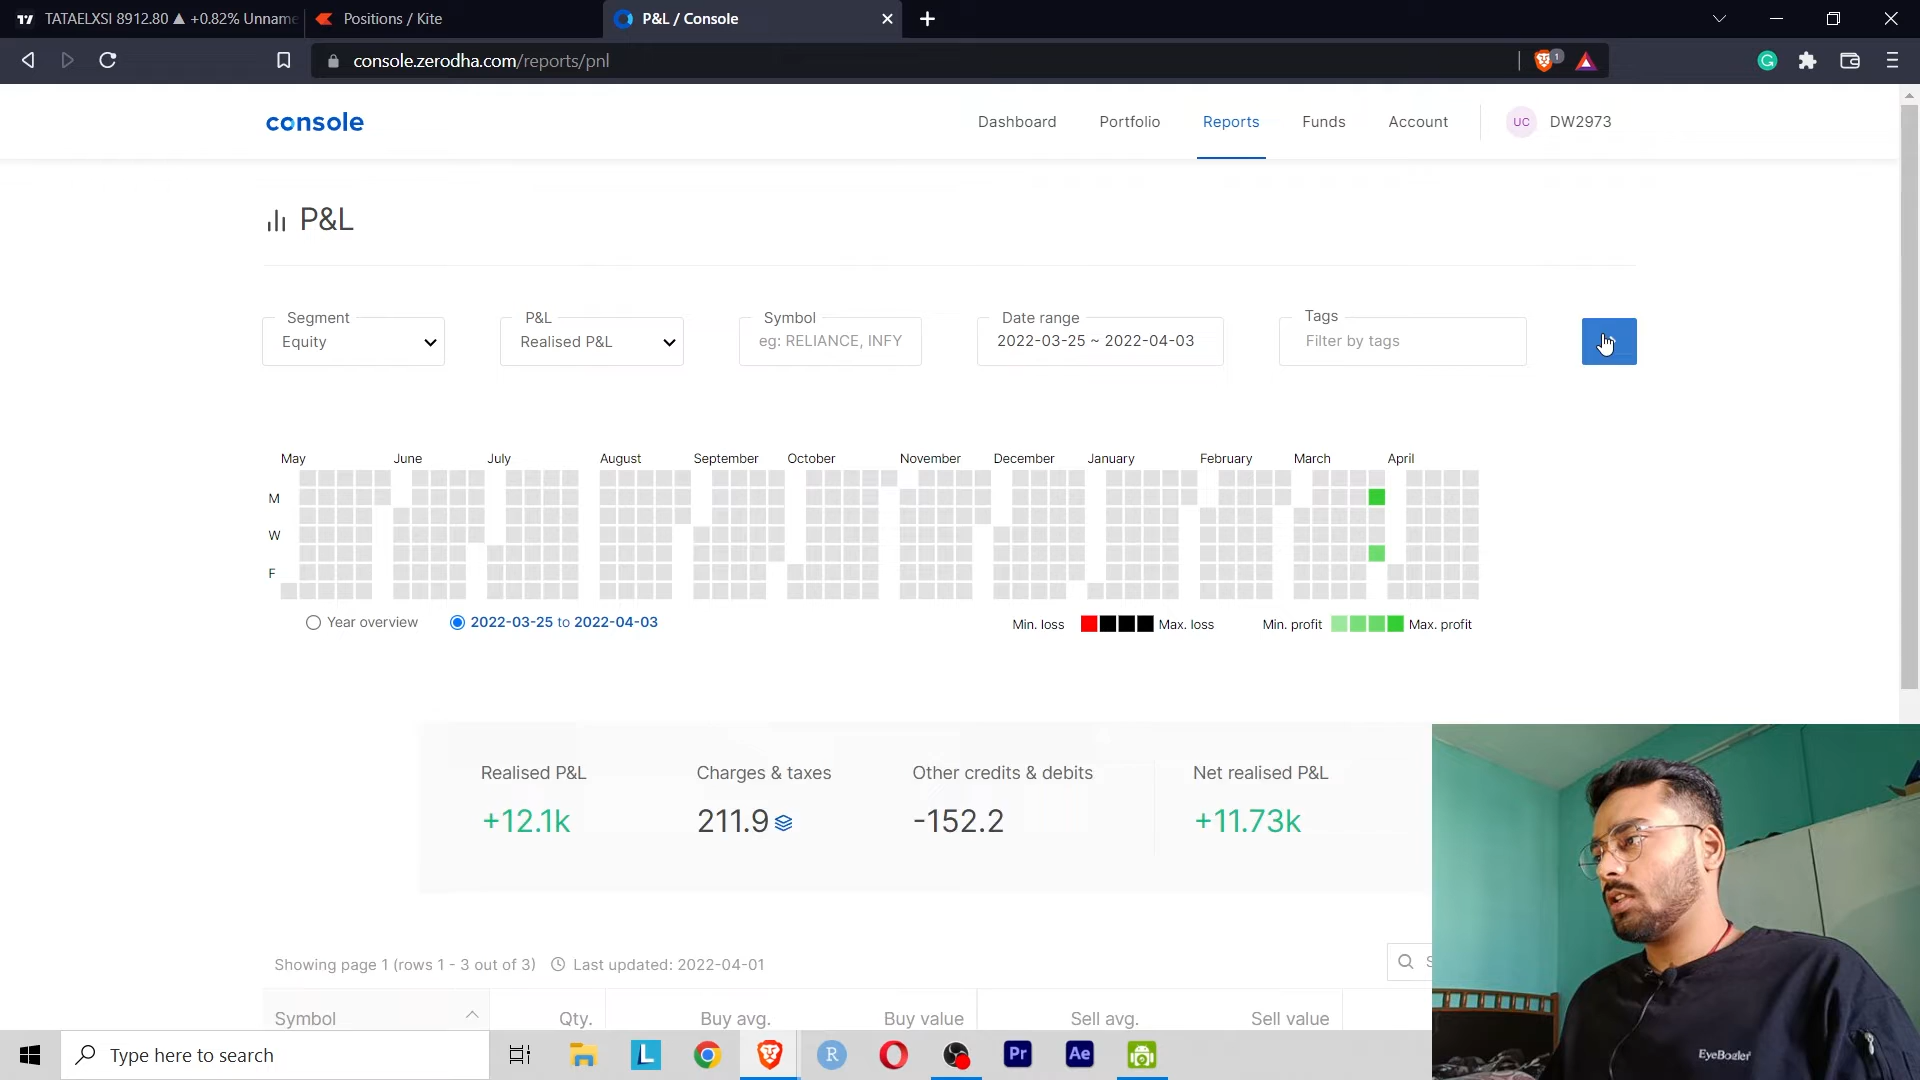 TATAELXSI 8912.80 ▲ +0.82% Unname
Positions / Kite
P&L / Console
console.zerodha.com/reports/pnl
1
console
Dashboard
Portfolio
Reports
Funds
Account
UC
DW2973
P&L
Segment
Equity
P&L
Realised P&L
Symbol
eg: RELIANCE, INFY
Date range
2022-03-25 ~ 2022-04-03
Tags
Filter by tags
May June July August September October November December January February March April
M
W
F
Year overview
2022-03-25 to 2022-04-03
Min. loss
Max. loss
Min. profit
Max. profit
Realised P&L
+12.1k
Charges & taxes
211.9
Other credits & debits
-152.2
Net realised P&L
+11.73k
Showing page 1 (rows 1 - 3 out of 3)
Last updated: 2022-04-01
S
Symbol
Qty.
Buy avg.
Buy value
Sell avg.
Sell value
Type here to search
L
R
Pr
Ae
EyeBogler